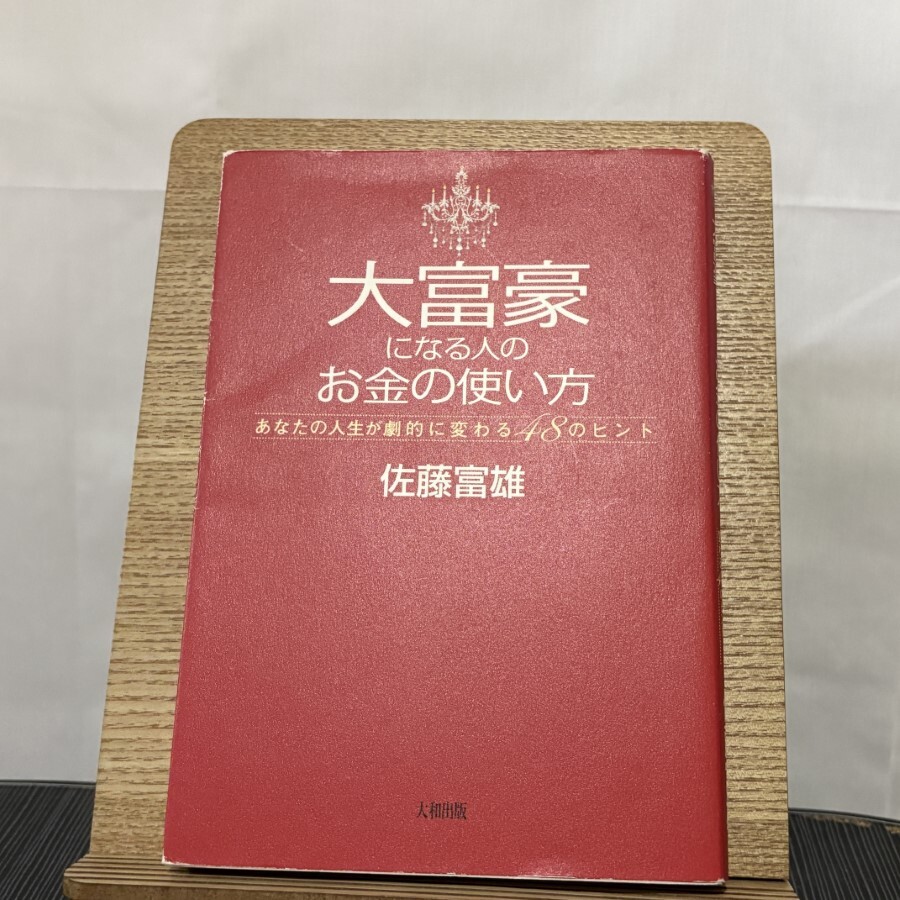 大富豪
になる人の
お金の使い方
あなたの人生が劇的に変わる48のヒント
佐藤富雄
大和出版